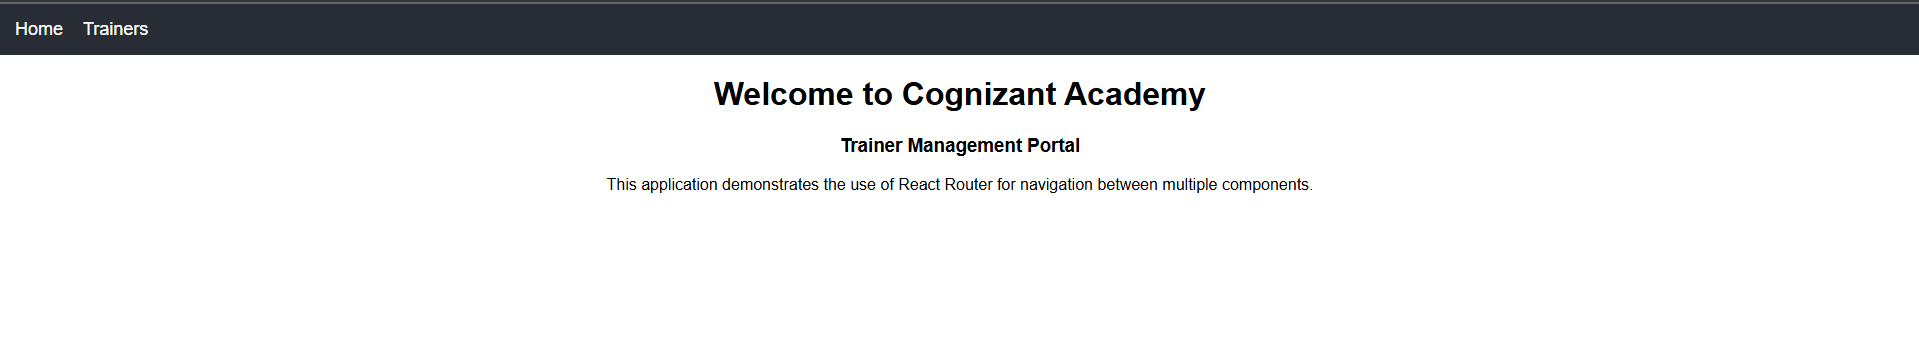 Home Trainers
Welcome to Cognizant Academy
Trainer Management Portal
This application demonstrates the use of React Router for navigation between multiple components.